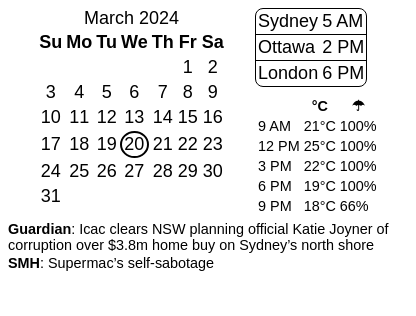 March 2024
Su Mo Tu We Th Fr Sa
1 2
3 4 5 6 7 8 9
10 11 12 13 14 15 16
17 18 19 20 21 22 23
24 25 26 27 28 29 30
31
Sydney 5 AM
Ottawa 2 PM
London 6 PM
°C ☂
9 AM 21°C 100%
12 PM 25°C 100%
3 PM 22°C 100%
6 PM 19°C 100%
9 PM 18°C 66%
Guardian: Icac clears NSW planning official Katie Joyner of
corruption over $3.8m home buy on Sydney’s north shore
SMH: Supermac’s self-sabotage